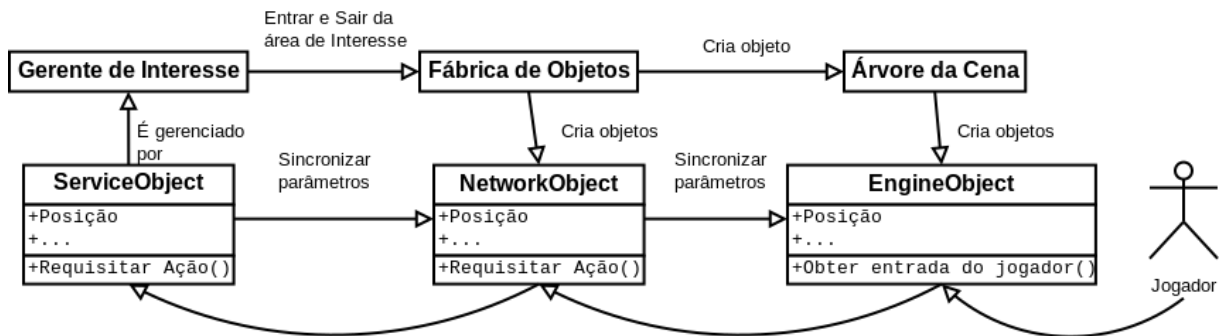 Entrar e Sair da
área de Interesse
Cria objeto
Gerente de Interesse
Fábrica de Objetos
Árvore da Cena
É gerenciado
por
Cria objetos
Cria objetos
Sincronizar
parâmetros
Sincronizar
parâmetros
ServiceObject
+Posição
+...
+Requisitar Ação()
NetworkObject
+Posição
+...
+Requisitar Ação()
EngineObject
+Posição
+...
+Obter entrada do jogador()
Jogador